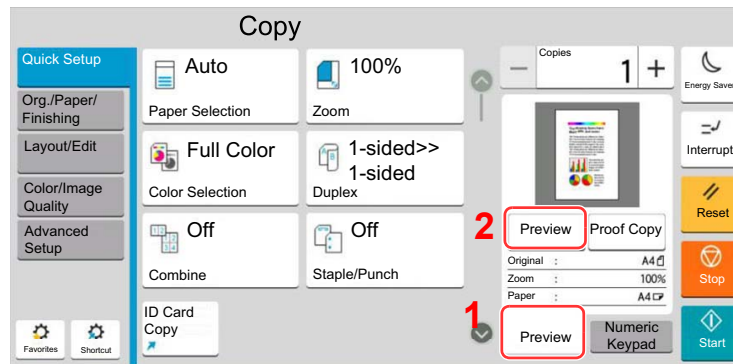 Copy
Quick Setup
Org./Paper/
Finishing
Layout/Edit
Color/Image
Quality
Advanced
Setup
Favorites
Shortcut
Auto
Paper Selection
100%
Zoom
Full Color
Color Selection
1-sided>>
1-sided
Duplex
Off
Combine
Off
Staple/Punch
ID Card
Copy
Copies
1
2
Preview
Proof Copy
Original : A4
Zoom : 100%
Paper : A4
1
Preview
Numeric
Keypad
Energy Saver
Interrupt
Reset
Stop
Start